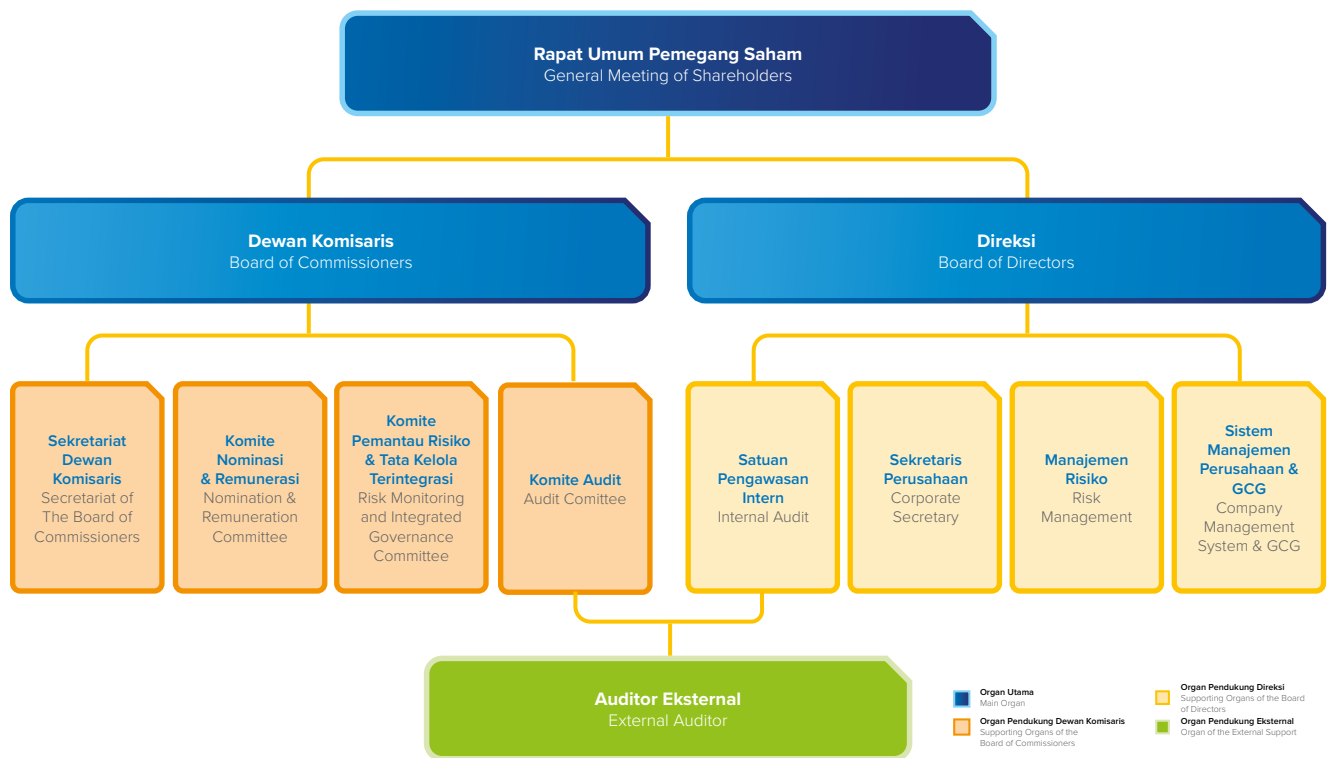 Rapat Umum Pemegang Saham
General Meeting of Shareholders
Dewan Komisaris
Board of Commissioners
Direksi
Board of Directors
Sekretariat
Dewan
Komisaris
Secretariat of
The Board of
Commissioners
Komite
Nominasi
& Remunerasi
Nomination &
Remuneration
Committee
Komite
Pemantau Risiko
& Tata Kelola
Terintegrasi
Risk Monitoring
and Integrated
Governance
Committee
Komite Audit
Audit Comittee
Satuan
Pengawasan
Intern
Internal Audit
Sekretaris
Perusahaan
Corporate
Secretary
Manajemen
Risiko
Risk
Management
Sistem
Manajemen
Perusahaan &
GCG
Company
Management
System & GCG
Auditor Eksternal
External Auditor
Organ Utama
Main Organ
Organ Pendukung Dewan Komisaris
Supporting Organs of the
Board of Commissioners
Organ Pendukung Direksi
Supporting Organs of the Board
of Directors
Organ Pendukung Eksternal
Organ of the External Support